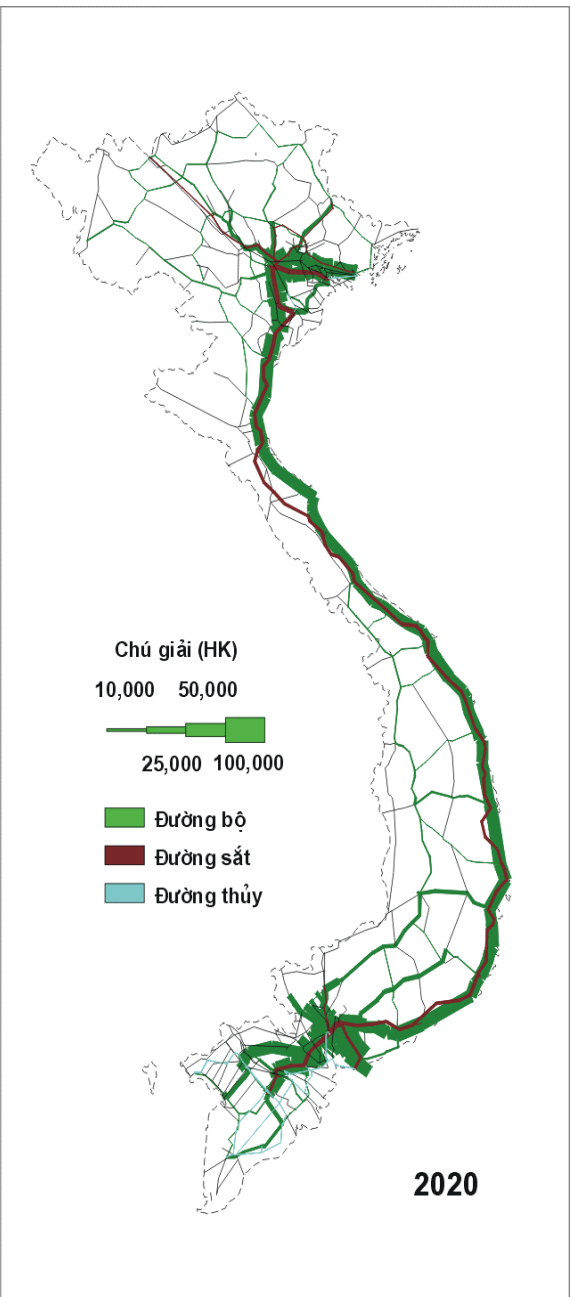 Chú giải (HK)
10,000 50,000
25,000 100,000
Đường bộ
Đường sắt
Đường thủy
2020